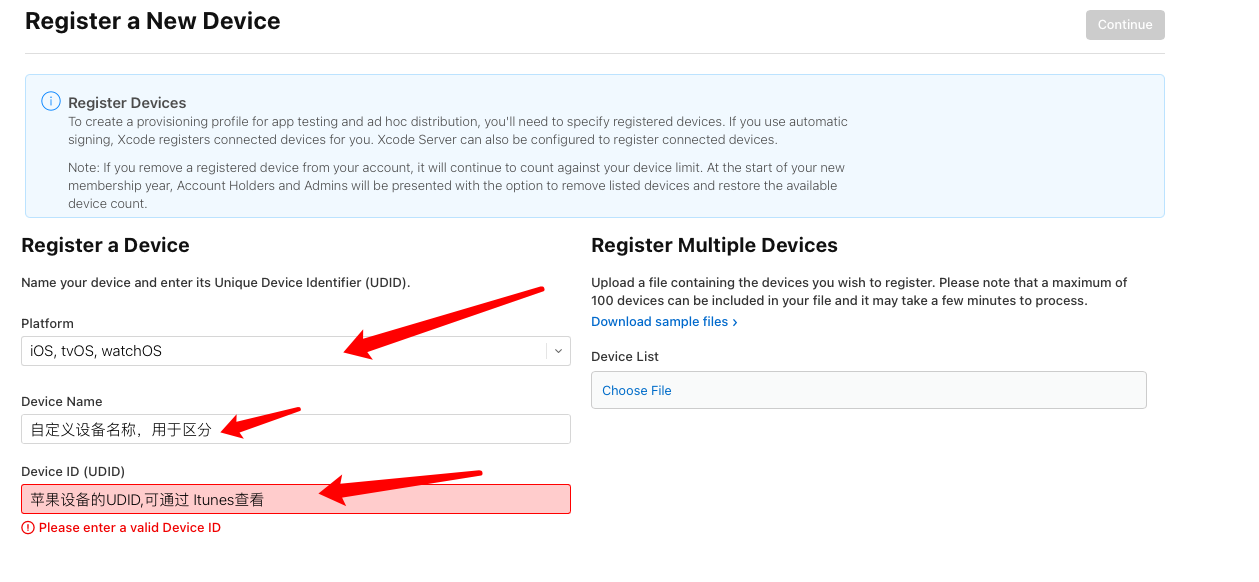 Register a New Device
Continue
Register Devices
To create a provisioning profile for app testing and ad hoc distribution, you'll need to specify registered devices. If you use automatic
signing, Xcode registers connected devices for you. Xcode Server can also be configured to register connected devices.
Note: If you remove a registered device from your account, it will continue to count against your device limit. At the start of your new
membership year, Account Holders and Admins will be presented with the option to remove listed devices and restore the available
device count.
Register a Device
Name your device and enter its Unique Device Identifier (UDID).
Platform
iOS, tvOS, watchOS
Device Name
自定义设备名称，用于区分
Device ID (UDID)
苹果设备的UDID,可通过 Itunes查看
Please enter a valid Device ID
Register Multiple Devices
Upload a file containing the devices you wish to register. Please note that a maximum of
100 devices can be included in your file and it may take a few minutes to process.
Download sample files ›
Device List
Choose File